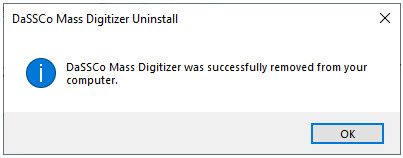 DaSSCo Mass Digitizer Uninstall
DaSSCo Mass Digitizer was successfully removed from your
computer.
OK